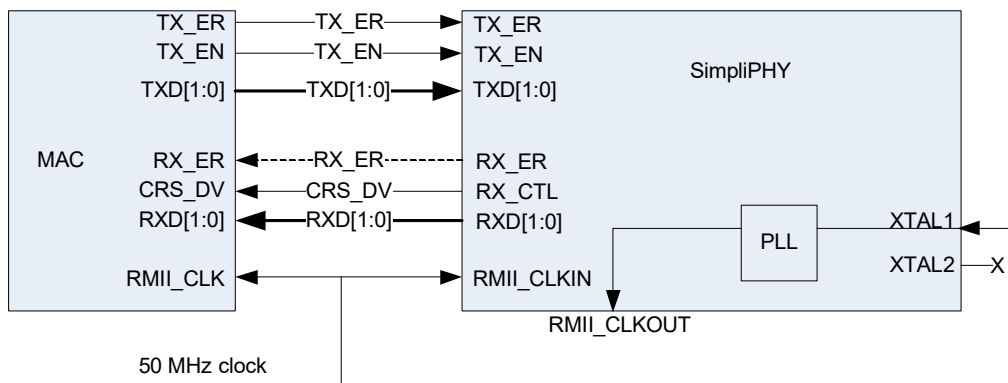 TX_ER TX_ER TX_ER
TX_EN TX_EN TX_EN
SimpliPHY
TXD[1:0] TXD[1:0] TXD[1:0]
MAC
RX_ER RX_ER RX_ER
CRS_DV CRS_DV RX_CTL
RXD[1:0] RXD[1:0] RXD[1:0]
XTAL1
PLL
XTAL2 X
RMII_CLK RMII_CLKIN
RMII_CLKOUT
50 MHz clock